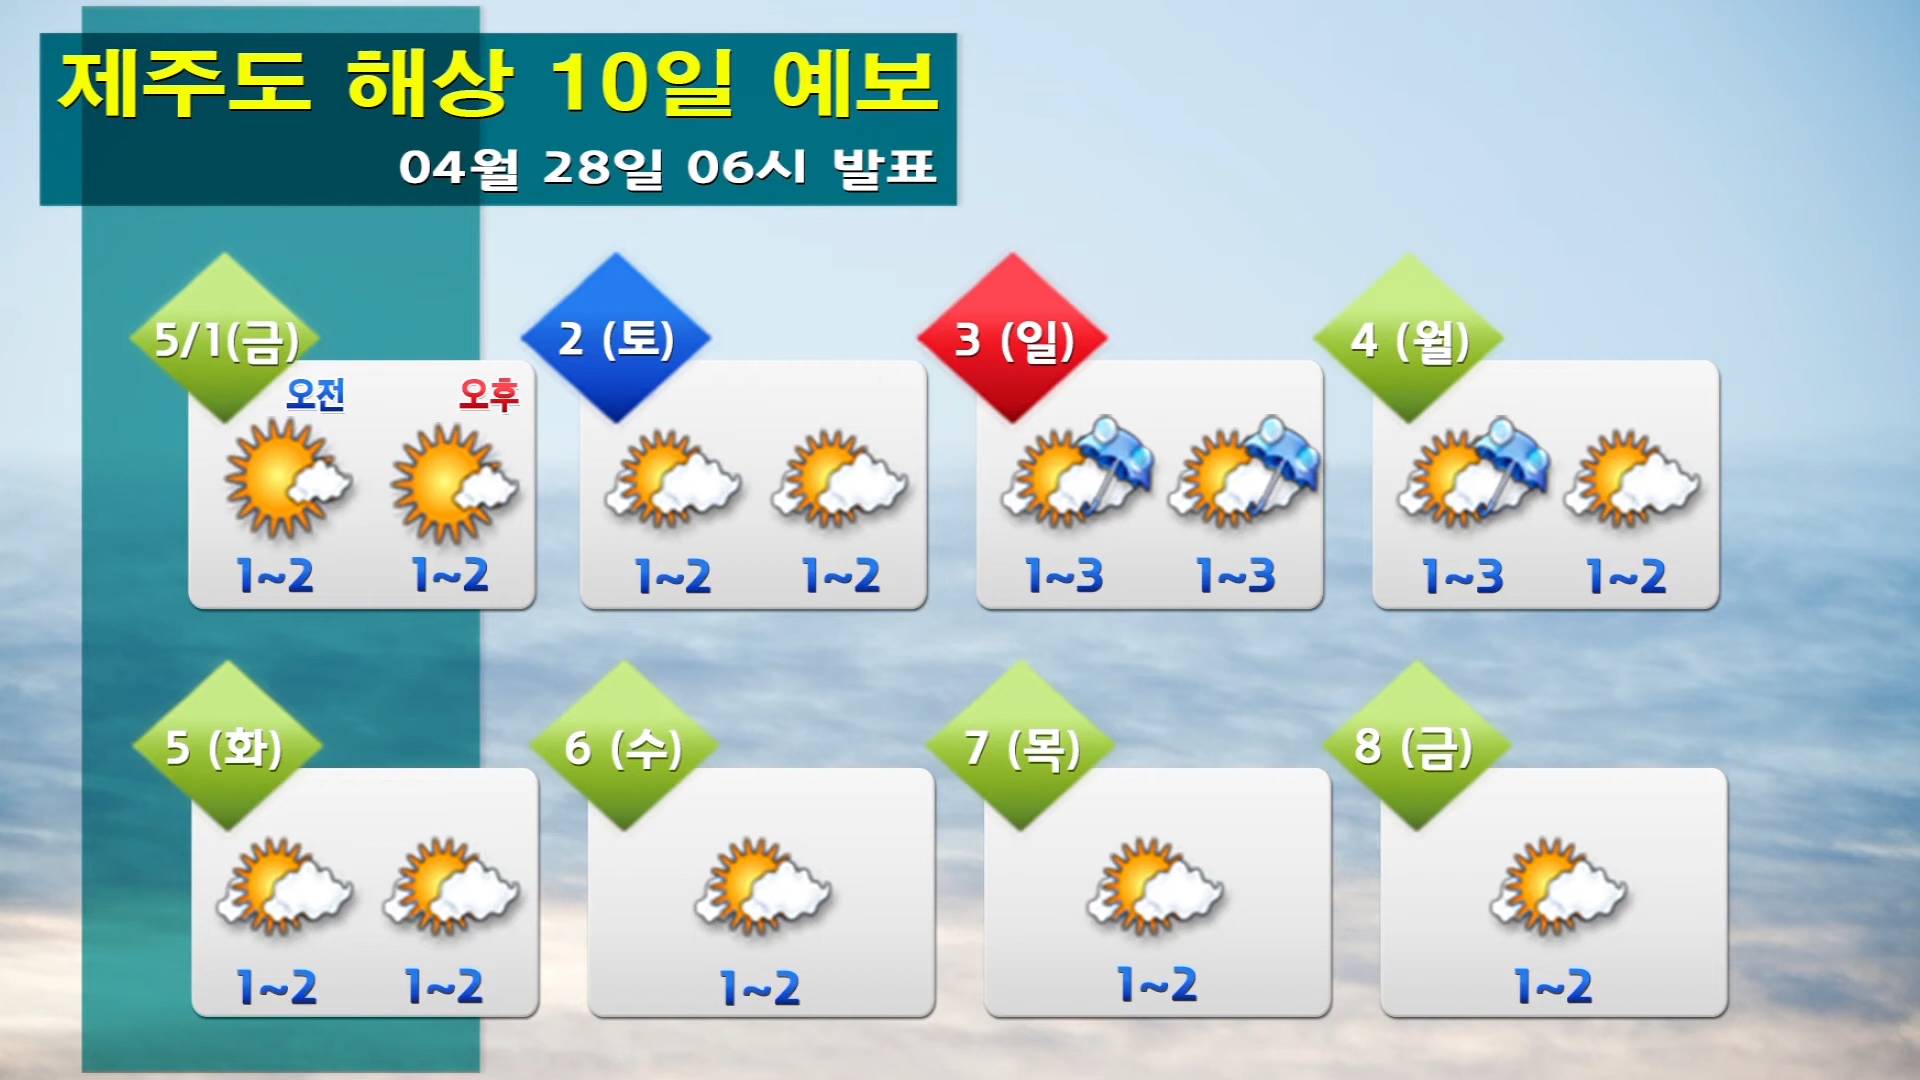 제주도 해상 10일 예보
04월 28일 06시 발표
5/1(금) 2 (토) 3 (일) 4 (월)
오전 오후
1~2 1~2 1~2 1~2 1~3 1~3 1~3 1~2
5 (화) 6 (수) 7 (목) 8 (금)
1~2 1~2 1~2 1~2 1~2